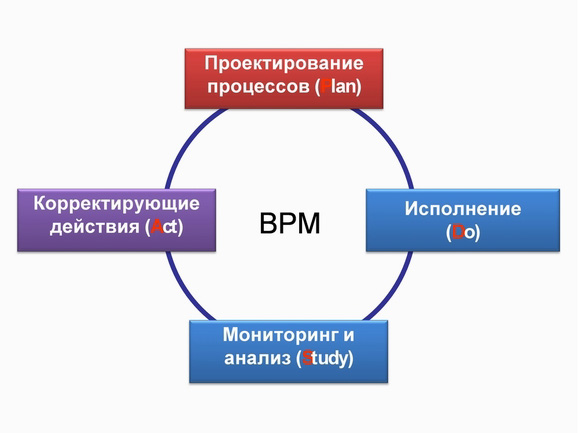 Проектирование
процессов (Plan)
Корректирующие
действия (Act)
BPM
Исполнение
(Do)
Мониторинг и
анализ (Study)